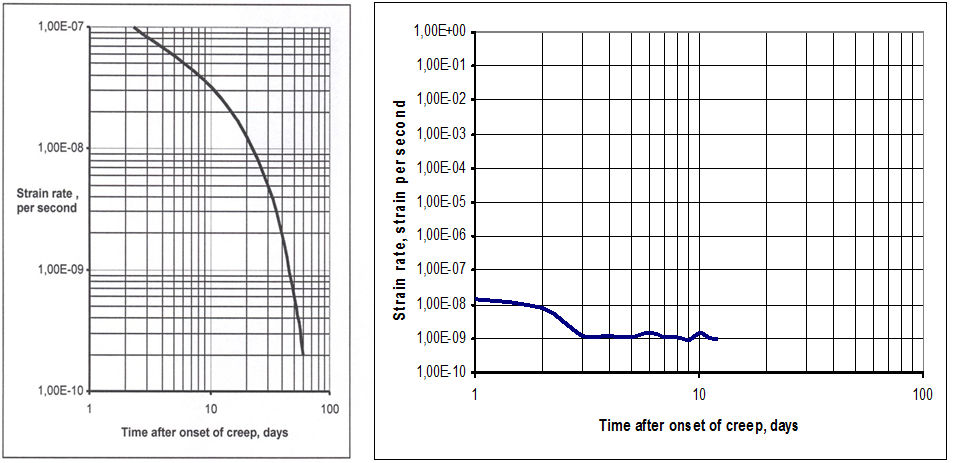 1,00E-07
1,00E-08
Strain rate ,
per second
1,00E-09
1,00E-10
1
10
100
Time after onset of creep, days
1,00E+00
1,00E-01
1,00E-02
1,00E-03
1,00E-04
1,00E-05
1,00E-06
1,00E-07
1,00E-08
1,00E-09
1,00E-10
Strain rate, strain per second
1
10
100
Time after onset of creep, days